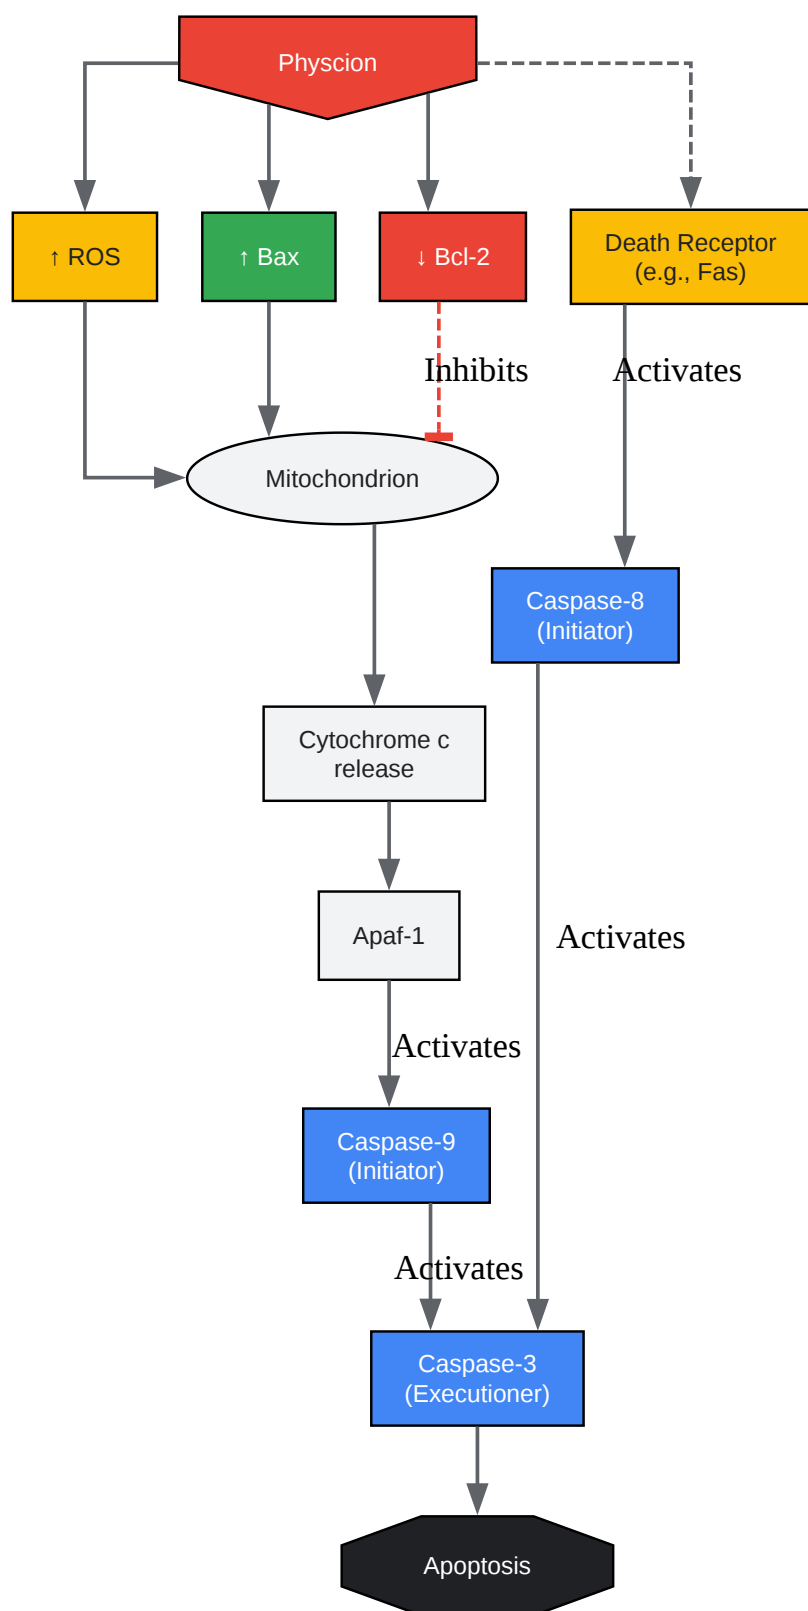 Physcion
↑ ROS
↑ Bax
↓ Bcl-2
Death Receptor
(e.g., Fas)
Inhibits
Activates
Mitochondrion
Caspase-8
(Initiator)
Cytochrome c
release
Apaf-1
Activates
Activates
Caspase-9
(Initiator)
Activates
Caspase-3
(Executioner)
Apoptosis